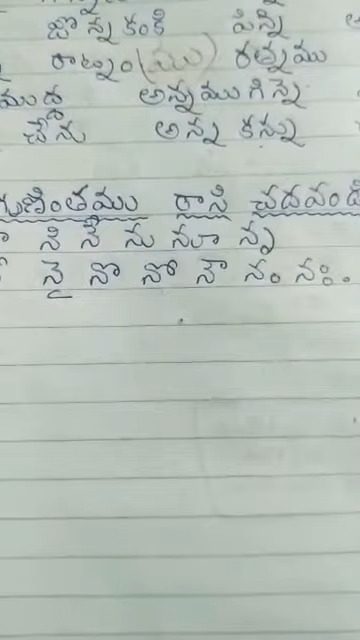 జొన్న కంకి పిన్ని
రాట్నం(ము) రత్నము
ముద్ద అన్నము గిన్నె
చేను అన్న కన్ను
గుణింతము రాసి చదవండి
ని నీ ను నూ నృ
నై నొ నో నౌ నం నః.